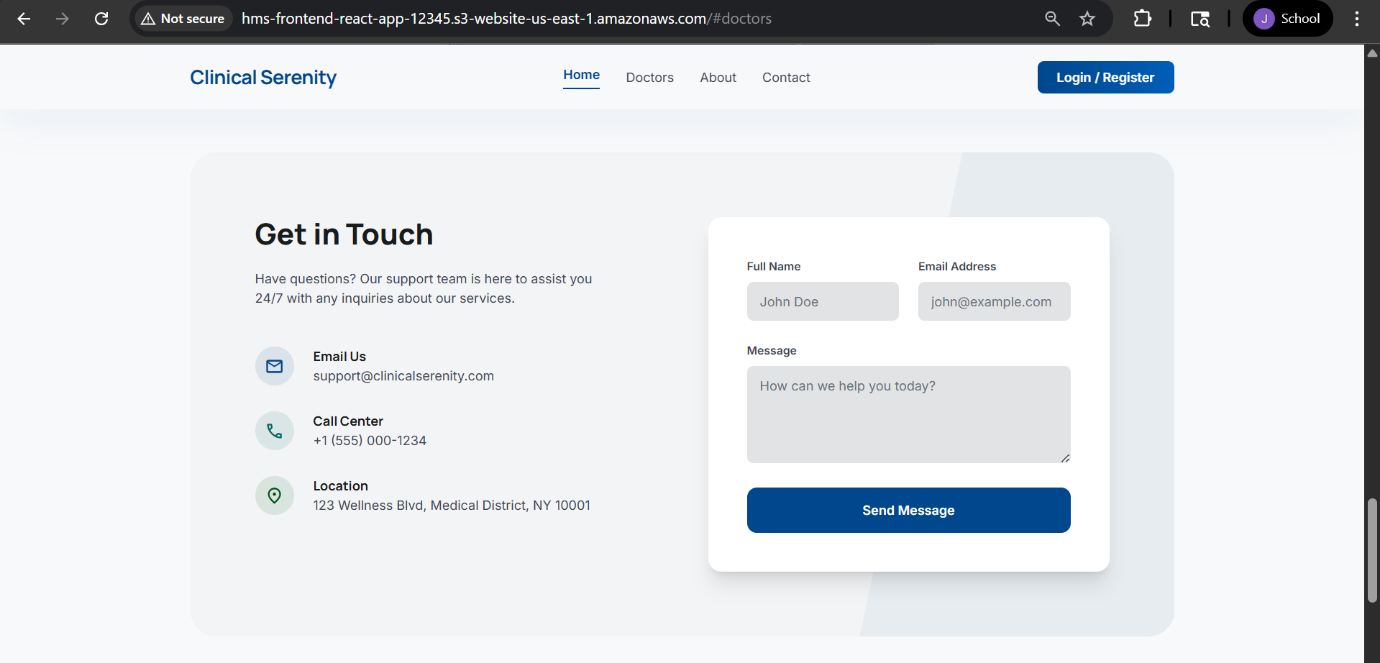 Not secure
hms-frontend-react-app-12345.s3-website-us-east-1.amazonaws.com/#doctors
J
School
Clinical Serenity
Home
Doctors
About
Contact
Login / Register
Get in Touch
Have questions? Our support team is here to assist you
24/7 with any inquiries about our services.
Email Us
support@clinicalserenity.com
Call Center
+1 (555) 000-1234
Location
123 Wellness Blvd, Medical District, NY 10001
Full Name
Email Address
John Doe
john@example.com
Message
How can we help you today?
Send Message